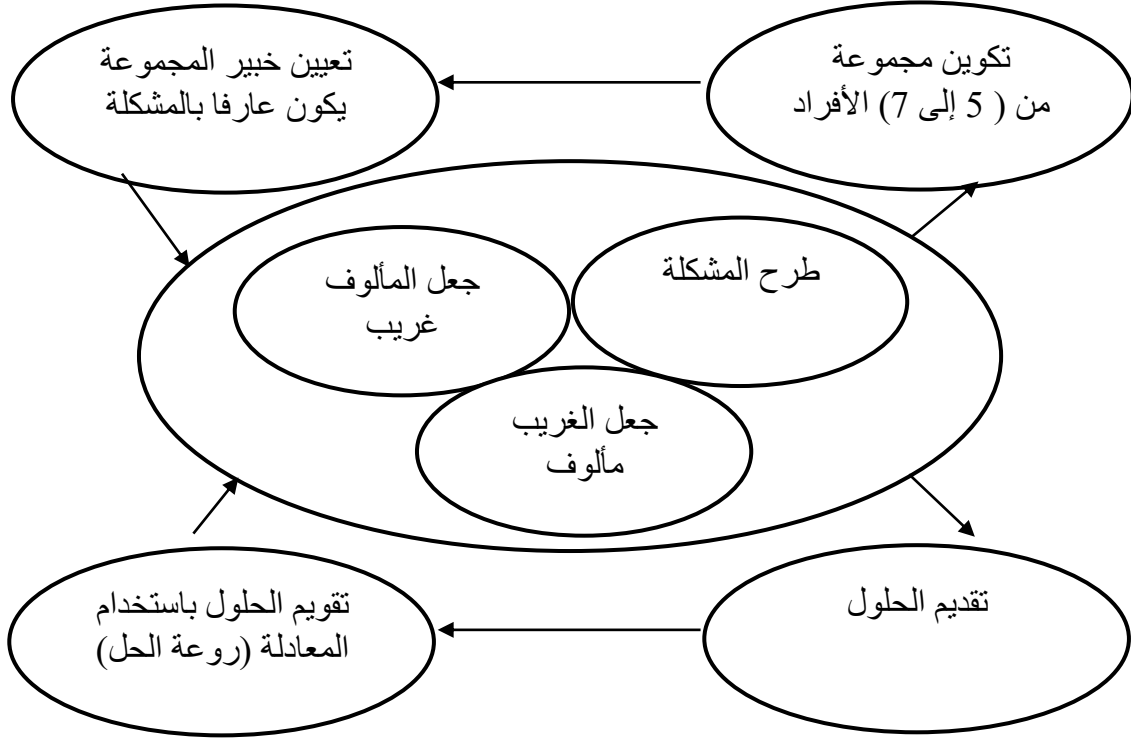 تكوين مجموعة
من ( 5 إلى 7) الأفراد
تعيين خبير المجموعة
يكون عارفا بالمشكلة
طرح المشكلة
جعل المألوف
غريب
جعل الغريب
مألوف
تقديم الحلول
تقويم الحلول باستخدام
المعادلة (روعة الحل)